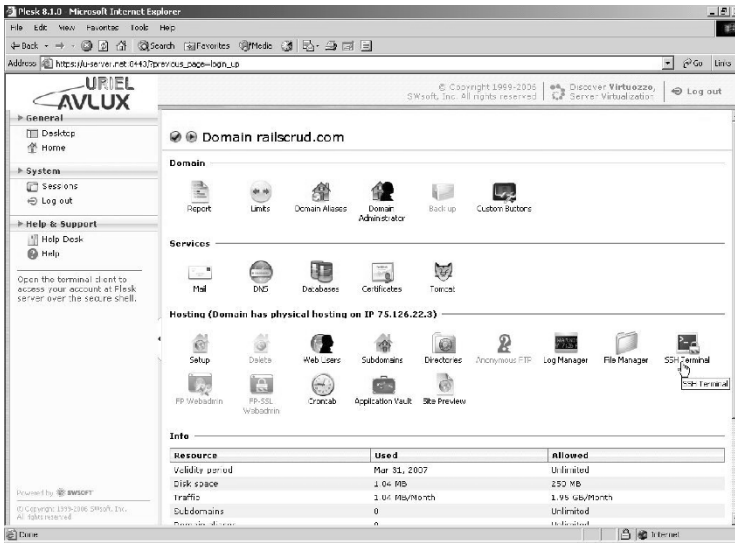 Plesk 8.1.0 Microsoft Internet Explorer
File Edit View Favorites Tools Help
Back Search Favorites Media
Address https://u-server.net:8443/?previous_page=login_up Go Links
URIEL
AVLUX
© Copyright 1999-2006
SWsoft, Inc. All rights reserved
Discover Virtuozzo,
Server Virtualization
Log out
General
Desktop
Home
System
Sessions
Log out
Help & Support
Help Desk
Help
Open the terminal client to
access your account at Plesk
server over the secure shell.
Powered by SWSOFT
(c) Copyright 1999-2006 SWsoft, Inc.
All rights reserved
Domain railscrud.com
Domain
Report Limits Domain Aliases Domain Administrator Back up Custom Buttons
Services
Mail DNS Databases Certificates Tomcat
Hosting (Domain has physical hosting on IP 75.126.22.3)
Setup Delete Web Users Subdomains Directories Anonymous FTP Log Manager File Manager SSH Terminal
SSH Terminal
FP Webadmin FP-SSL Webadmin Crontab Application Vault Site Preview
Info
Resource Used Allowed
Validity period Mar 31, 2007 Unlimited
Disk space 1.04 MB 250 MB
Traffic 1.04 MB/Month 1.95 GB/Month
Subdomains 0 Unlimited
Domain aliases 0 Unlimited
Done Internet